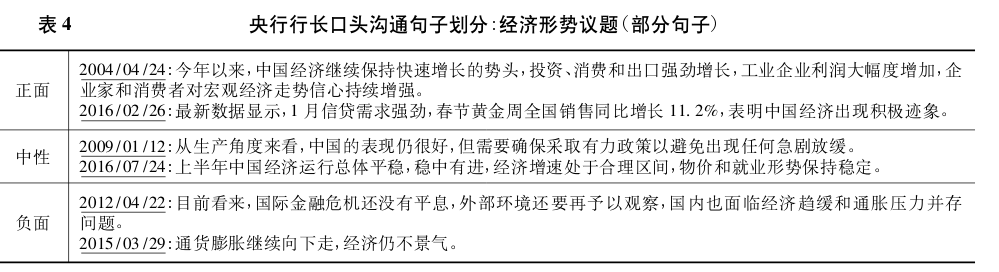 表 4 央行行长口头沟通句子划分:经济形势议题(部分句子)
正面
2004/04/24:今年以来,中国经济继续保持快速增长的势头,投资、消费和出口强劲增长,工业企业利润大幅度增加,企
业家和消费者对宏观经济走势信心持续增强。
2016/02/26:最新数据显示,1 月信贷需求强劲,春节黄金周全国销售同比增长 11.2%,表明中国经济出现积极迹象。
中性
2009/01/12:从生产角度来看,中国的表现仍很好,但需要确保采取有力政策以避免出现任何急剧放缓。
2016/07/24:上半年中国经济运行总体平稳,稳中有进,经济增速处于合理区间,物价和就业形势保持稳定。
负面
2012/04/22:目前看来,国际金融危机还没有平息,外部环境还要再予以观察,国内也面临经济趋缓和通胀压力并存
问题。
2015/03/29:通货膨胀继续向下走,经济仍不景气。